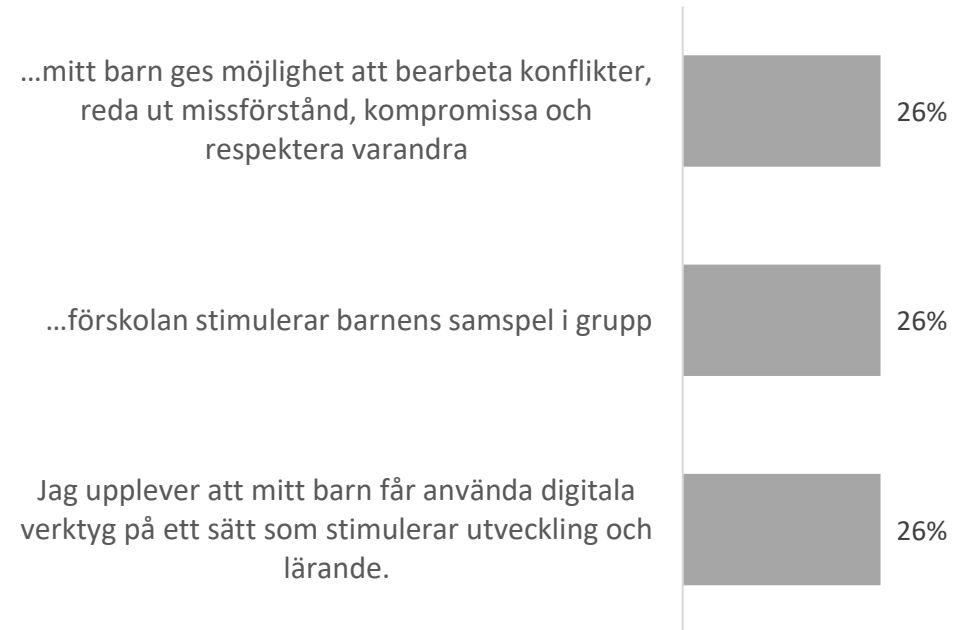 ...mitt barn ges möjlighet att bearbeta konflikter,
reda ut missförstånd, kompromissa och
respektera varandra
26%
...förskolan stimulerar barnens samspel i grupp
26%
Jag upplever att mitt barn får använda digitala
verktyg på ett sätt som stimulerar utveckling och
lärande.
26%